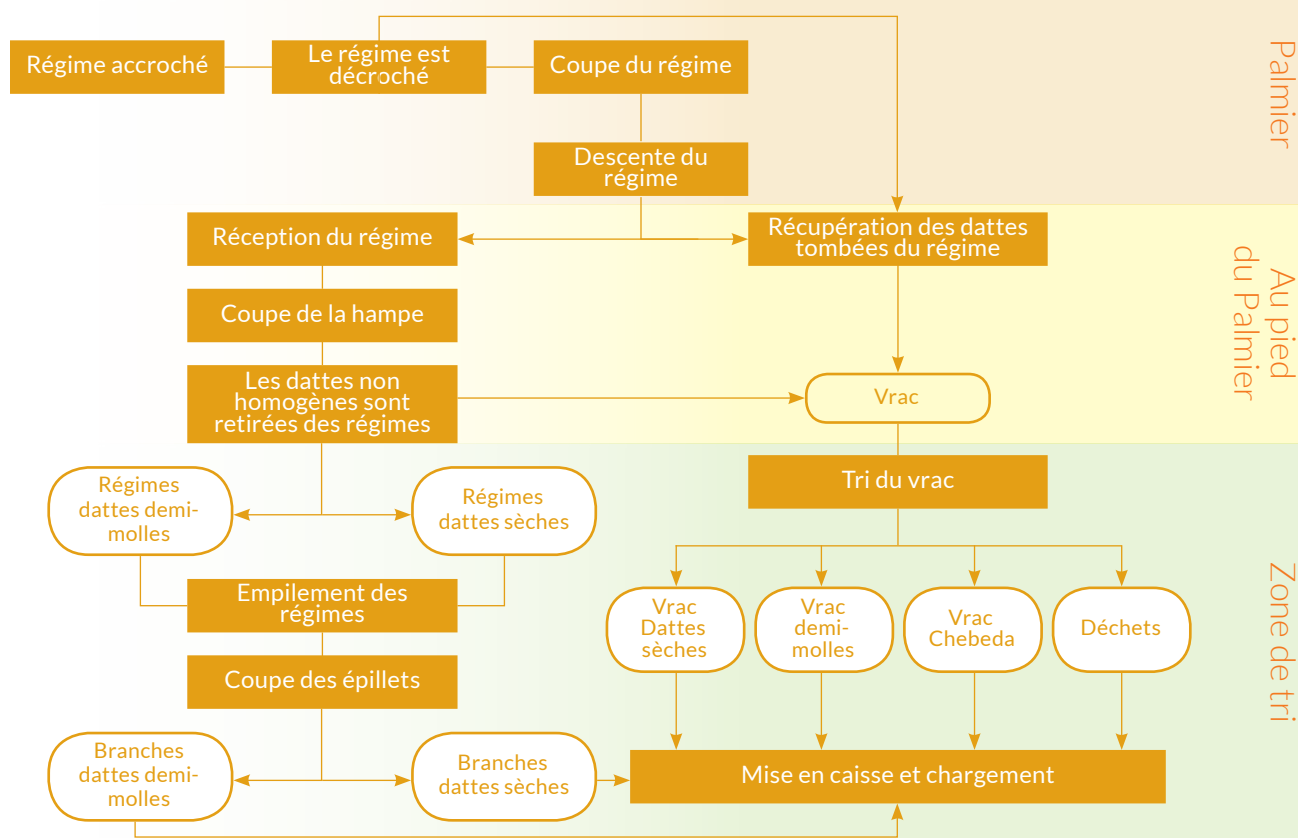 Régime accroché
Le régime est
décroché
Coupe du régime
Palmier
Descente du
régime
Réception du régime
Récupération des dattes
tombées du régime
Au pied
du Palmier
Coupe de la hampe
Les dattes non
homogènes sont
retirées des régimes
Vrac
Tri du vrac
Régimes
dattes demi-
molles
Régimes
dattes sèches
Zone de tri
Empilement des
régimes
Vrac
Dattes
sèches
Vrac
demi-
molles
Vrac
Chebeda
Déchets
Coupe des épillets
Branches
dattes demi-
molles
Branches
dattes sèches
Mise en caisse et chargement